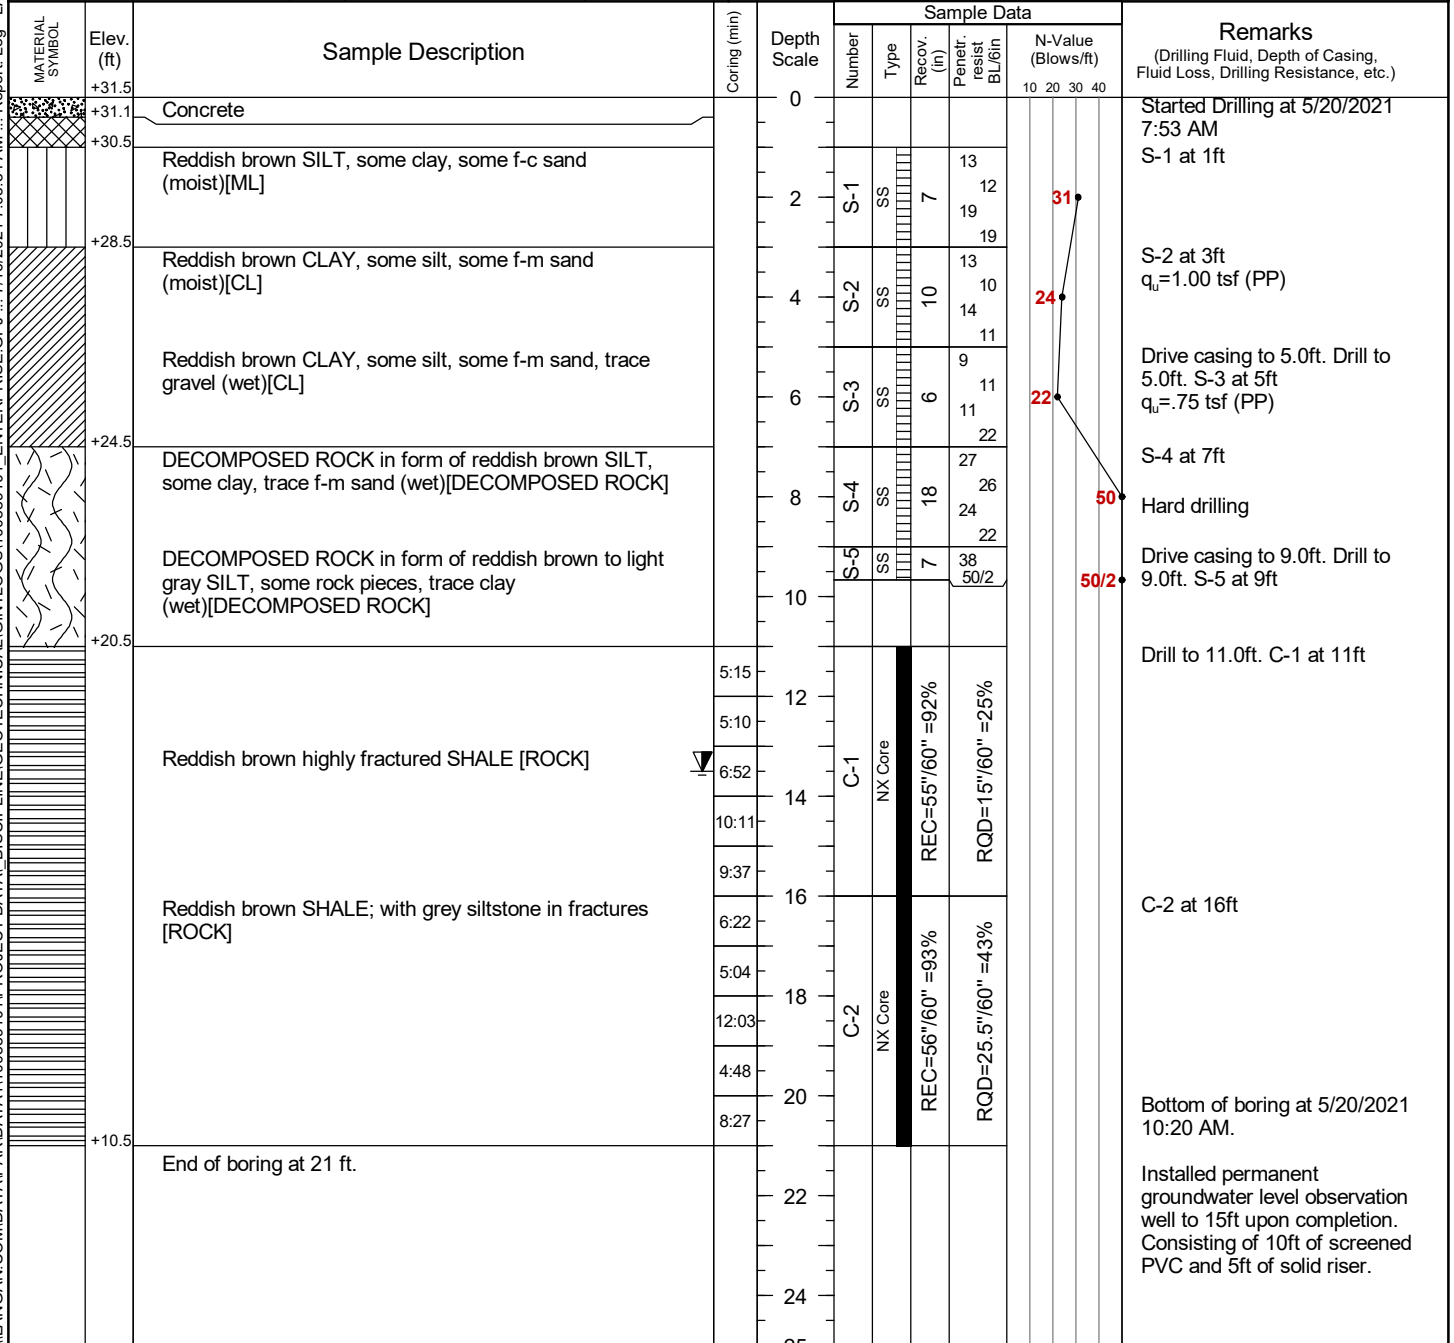 MATERIAL SYMBOL
Elev. (ft)
+31.5
Sample Description
Coring (min)
Depth Scale
Sample Data
Number
Type
Recov. (in)
Penetr. resist BL/6in
N-Value (Blows/ft)
10 20 30 40
Remarks
(Drilling Fluid, Depth of Casing,
Fluid Loss, Drilling Resistance, etc.)
0
+31.1
Concrete
Started Drilling at 5/20/2021
7:53 AM
+30.5
Reddish brown SILT, some clay, some f-c sand
(moist)[ML]
2
S-1
SS
7
13
12
19
19
31
S-1 at 1ft
+28.5
Reddish brown CLAY, some silt, some f-m sand
(moist)[CL]
4
S-2
SS
10
13
10
14
11
24
S-2 at 3ft
qu=1.00 tsf (PP)
Reddish brown CLAY, some silt, some f-m sand, trace
gravel (wet)[CL]
6
S-3
SS
6
9
11
11
22
22
Drive casing to 5.0ft. Drill to
5.0ft. S-3 at 5ft
qu=.75 tsf (PP)
+24.5
DECOMPOSED ROCK in form of reddish brown SILT,
some clay, trace f-m sand (wet)[DECOMPOSED ROCK]
8
S-4
SS
18
27
26
24
22
50
S-4 at 7ft
Hard drilling
DECOMPOSED ROCK in form of reddish brown to light
gray SILT, some rock pieces, trace clay
(wet)[DECOMPOSED ROCK]
10
S-5
SS
7
38
50/2
50/2
Drive casing to 9.0ft. Drill to
9.0ft. S-5 at 9ft
+20.5
Drill to 11.0ft. C-1 at 11ft
5:15
12
5:10
Reddish brown highly fractured SHALE [ROCK]
6:52
14
10:11
9:37
16
C-1
NX Core
REC=55"/60" =92%
RQD=15"/60" =25%
Reddish brown SHALE; with grey siltstone in fractures
[ROCK]
C-2 at 16ft
6:22
5:04
18
12:03
4:48
20
8:27
C-2
NX Core
REC=56"/60" =93%
RQD=25.5"/60" =43%
Bottom of boring at 5/20/2021
10:20 AM.
+10.5
End of boring at 21 ft.
22
24
Installed permanent
groundwater level observation
well to 15ft upon completion.
Consisting of 10ft of screened
PVC and 5ft of solid riser.